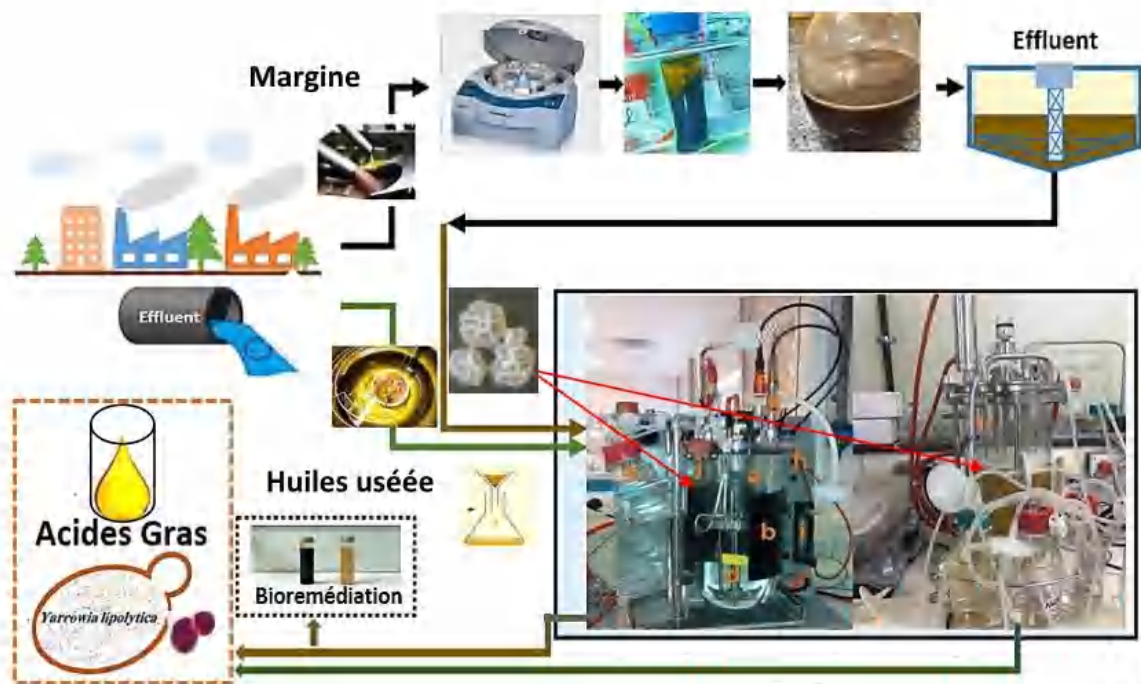 Margine
Effluent
Effluent
Huiles uséée
Acides Gras
Bioremédiation
Yarrowia lipolytica
b